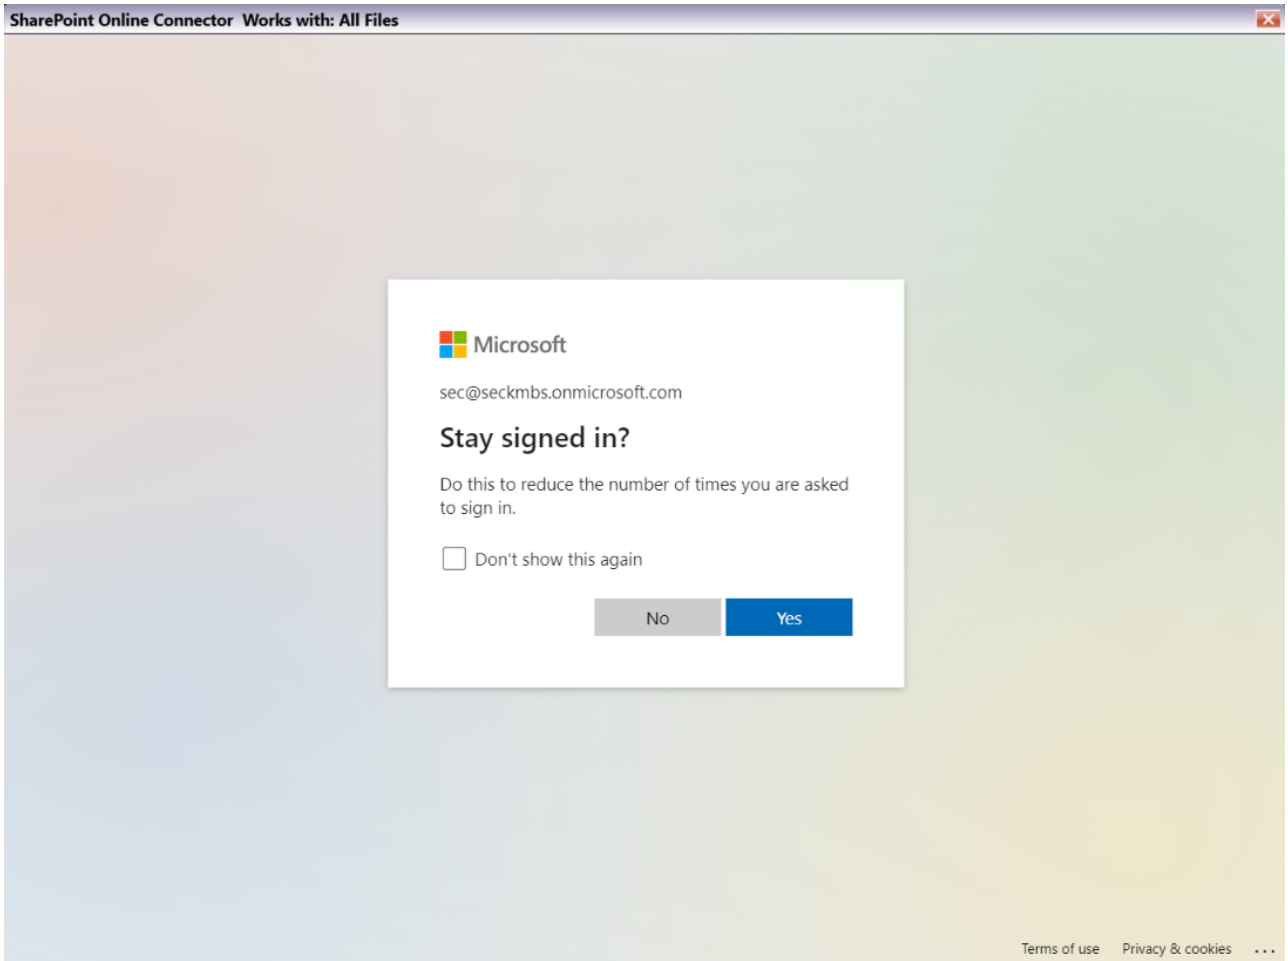 SharePoint Online Connector  Works with: All Files
Microsoft
sec@seckmbs.onmicrosoft.com
Stay signed in?
Do this to reduce the number of times you are asked
to sign in.
Don't show this again
No Yes
Terms of use Privacy & cookies ...